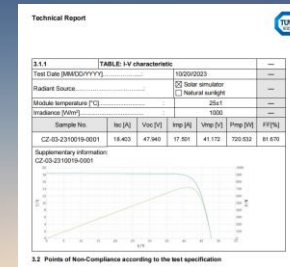 Technical Report
TÜV
3.1.1 TABLE: I-V characteristic —
Test Date [MM/DD/YYYY]..........: 10/20/2023 —
Radiant Source..........: ☒ Solar simulator —
☐ Natural sunlight
Module temperature [°C]..........: 25±1 —
Irradiance [W/m²]..........: 1000 —
Sample No. Isc [A] Voc [V] Imp [A] Vmp [V] Pmp [W] FF[%]
CZ-03-2310019-0001 18.403 47.940 17.501 41.172 720.532 81.670
Supplementary information:
CZ-03-2310019-0001
3.2 Points of Non-Compliance according to the test specification